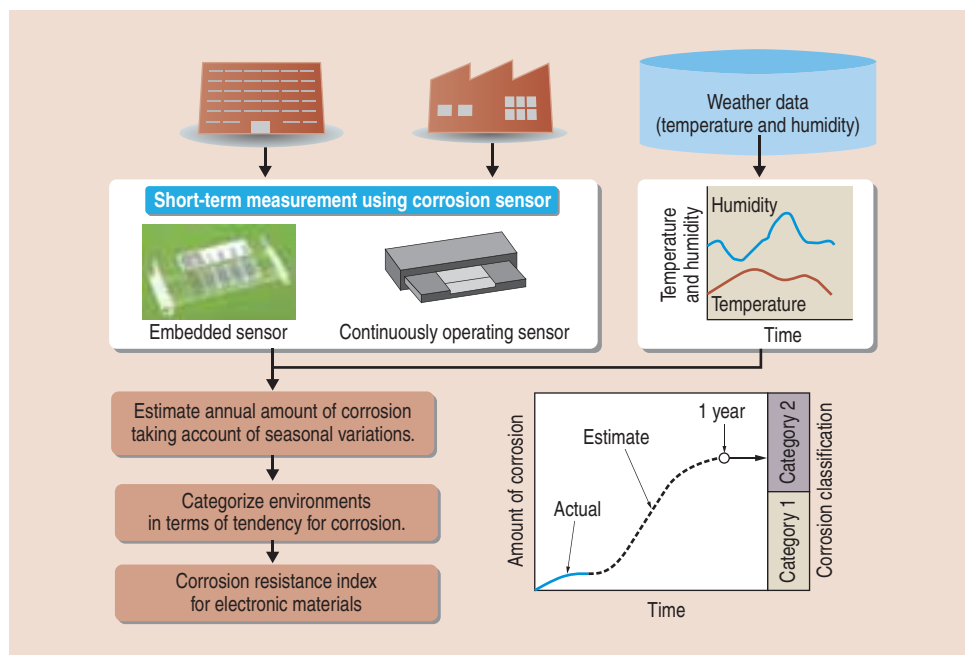 Weather data
(temperature and humidity)
Short-term measurement using corrosion sensor
Embedded sensor
Continuously operating sensor
Temperature
and humidity
Humidity
Temperature
Time
Estimate annual amount of corrosion
taking account of seasonal variations.
Categorize environments
in terms of tendency for corrosion.
Corrosion resistance index
for electronic materials
Amount of corrosion
Actual
Estimate
1 year
Time
Category 2
Category 1
Corrosion classification